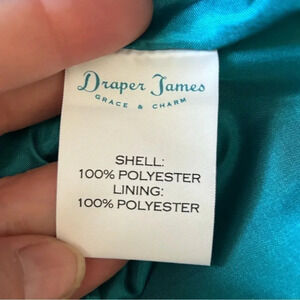 Draper James
GRACE & CHARM
SHELL:
100% POLYESTER
LINING:
100% POLYESTER